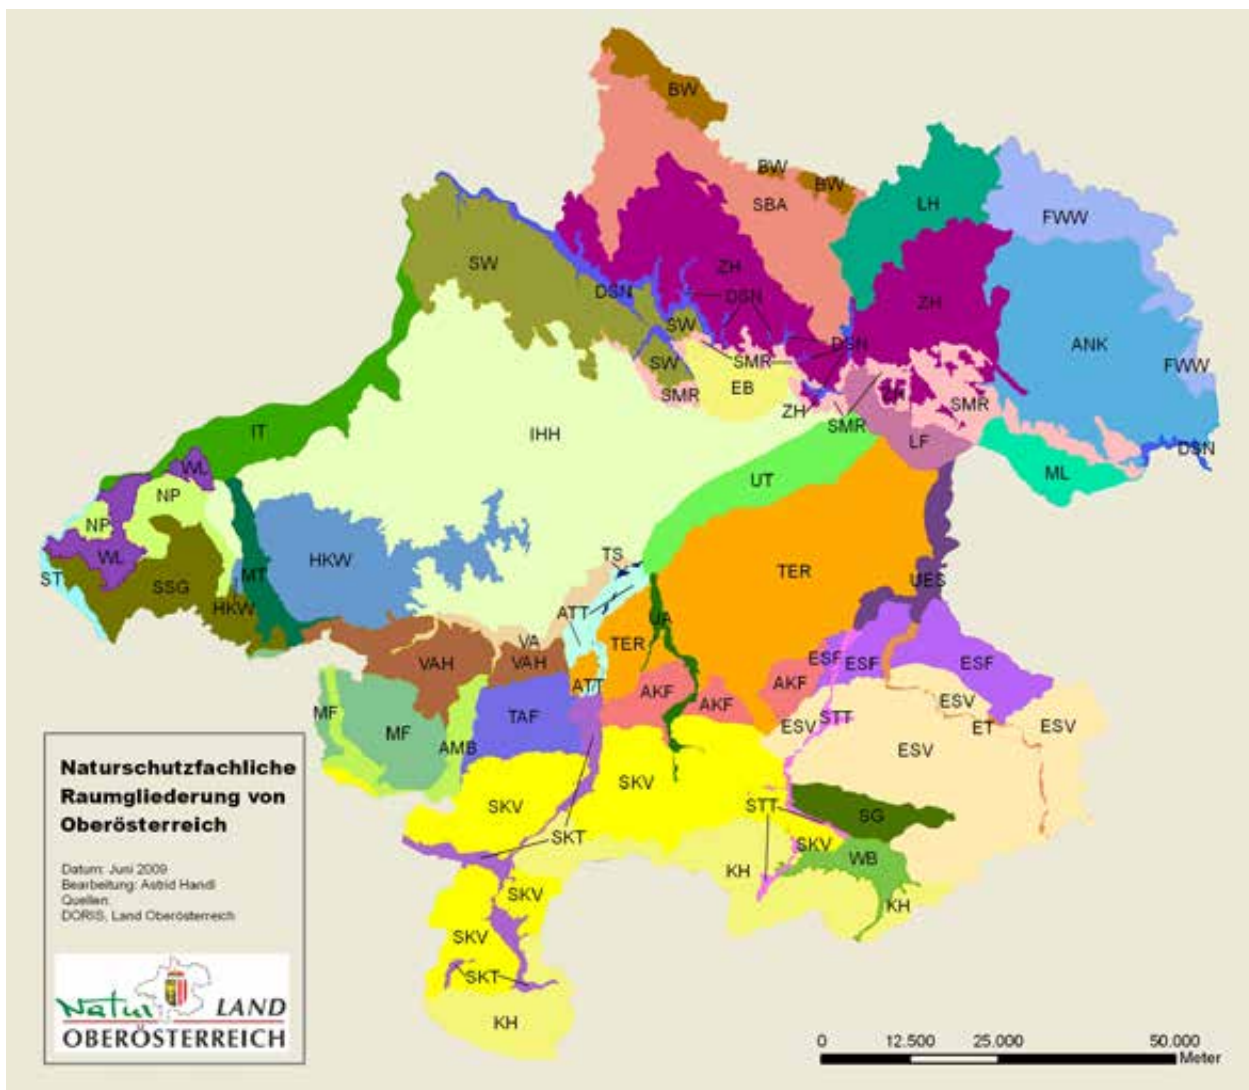 BW
BW
BW
LH
SBA
FWW
SW
ZH
DSN
DSN
ZH
SW
DSN
ANK
SW
SMR
FWW
SMR
EB
ZH
SMR
ZH
SMR
IT
IHH
LF
DSN
WL
UT
ML
NP
NP
WL
HKW
TS
TER
ST
SSG
MT
UES
HKW
ATT
UA
VA
TER
VAH
VAH
ESF
ESF
ESF
ATT
AKF
AKF
AKF
MF
MF
TAF
ESV
STT
ESV
ET
ESV
AMB
ESV
SKV
SKV
STT
SG
SKT
SKV
WB
KH
SKV
KH
SKV
SKT
KH
Naturschutzfachliche
Raumgliederung von
Oberösterreich
Datum: Juni 2009
Bearbeitung: Astrid Handl
Quellen:
DORIS, Land Oberösterreich
Natur LAND
OBERÖSTERREICH
0 12.500 25.000 50.000
Meter